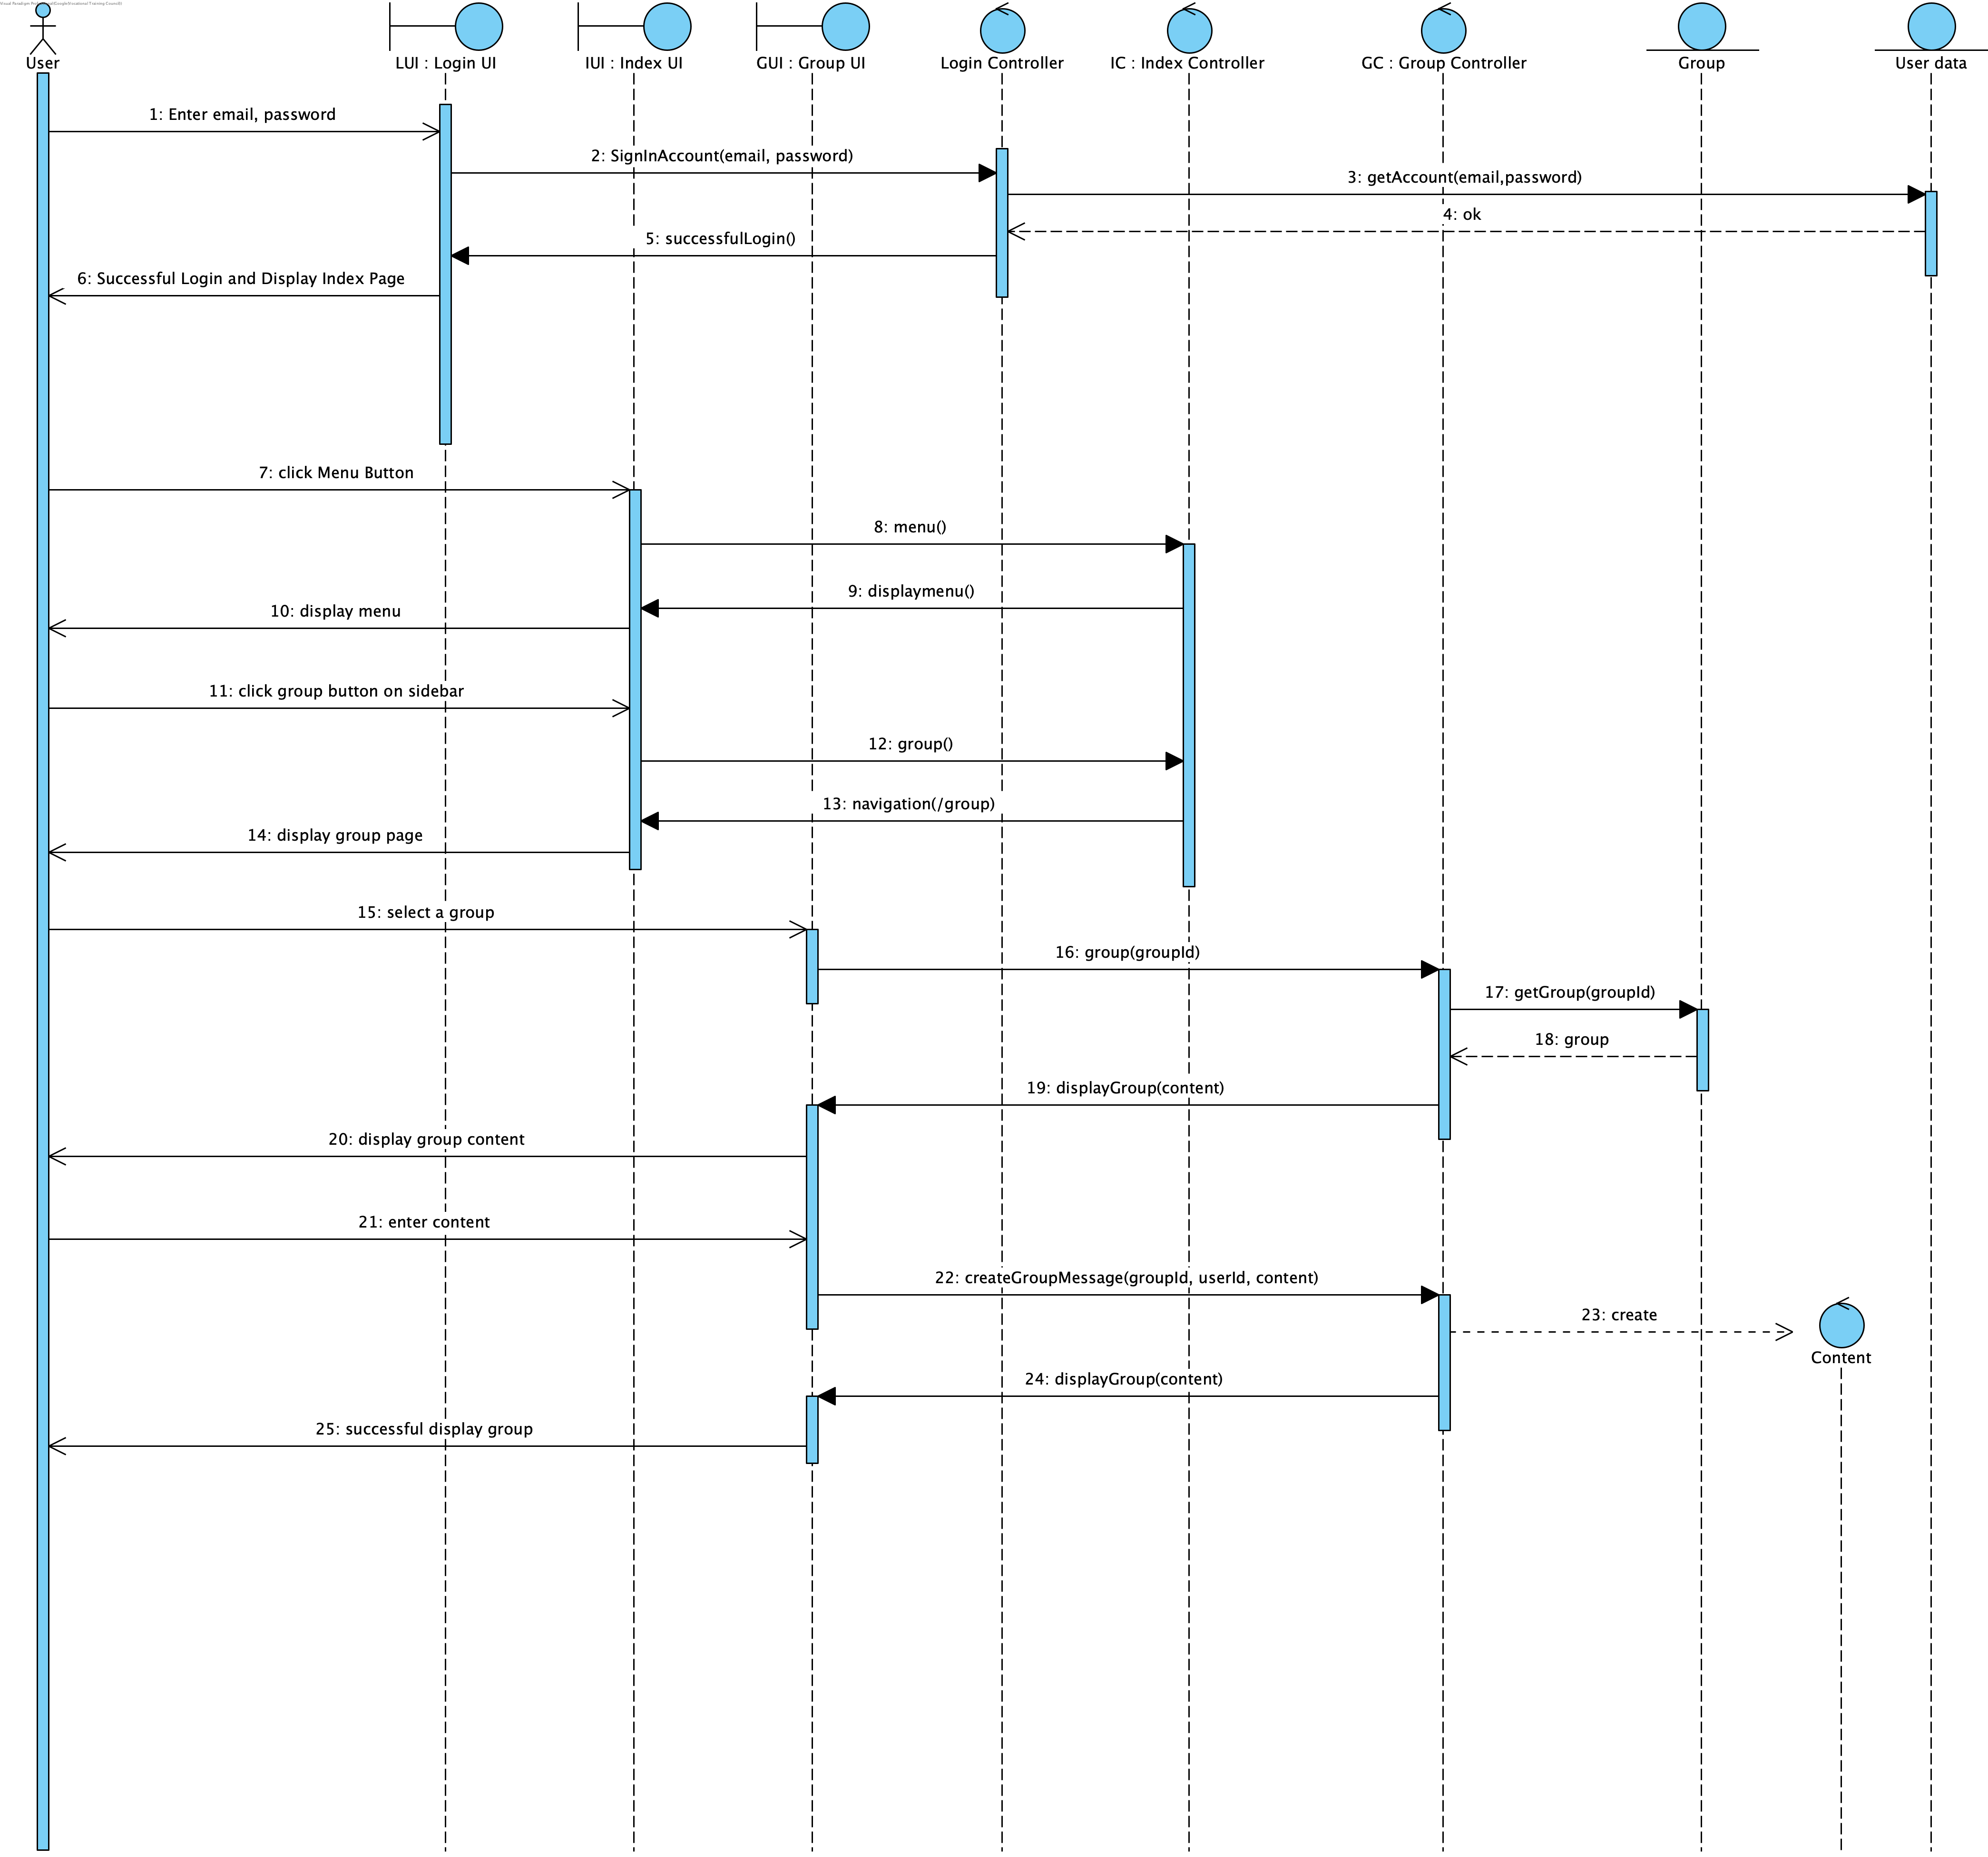 User
LUI : Login UI
IUI : Index UI
GUI : Group UI
Login Controller
IC : Index Controller
GC : Group Controller
Group
User data
1: Enter email, password
2: SignInAccount(email, password)
3: getAccount(email,password)
4: ok
5: successfulLogin()
6: Successful Login and Display Index Page
7: click Menu Button
8: menu()
9: displaymenu()
10: display menu
11: click group button on sidebar
12: group()
13: navigation(/group)
14: display group page
15: select a group
16: group(groupId)
17: getGroup(groupId)
18: group
19: displayGroup(content)
20: display group content
21: enter content
22: createGroupMessage(groupId, userId, content)
23: create
Content
24: displayGroup(content)
25: successful display group